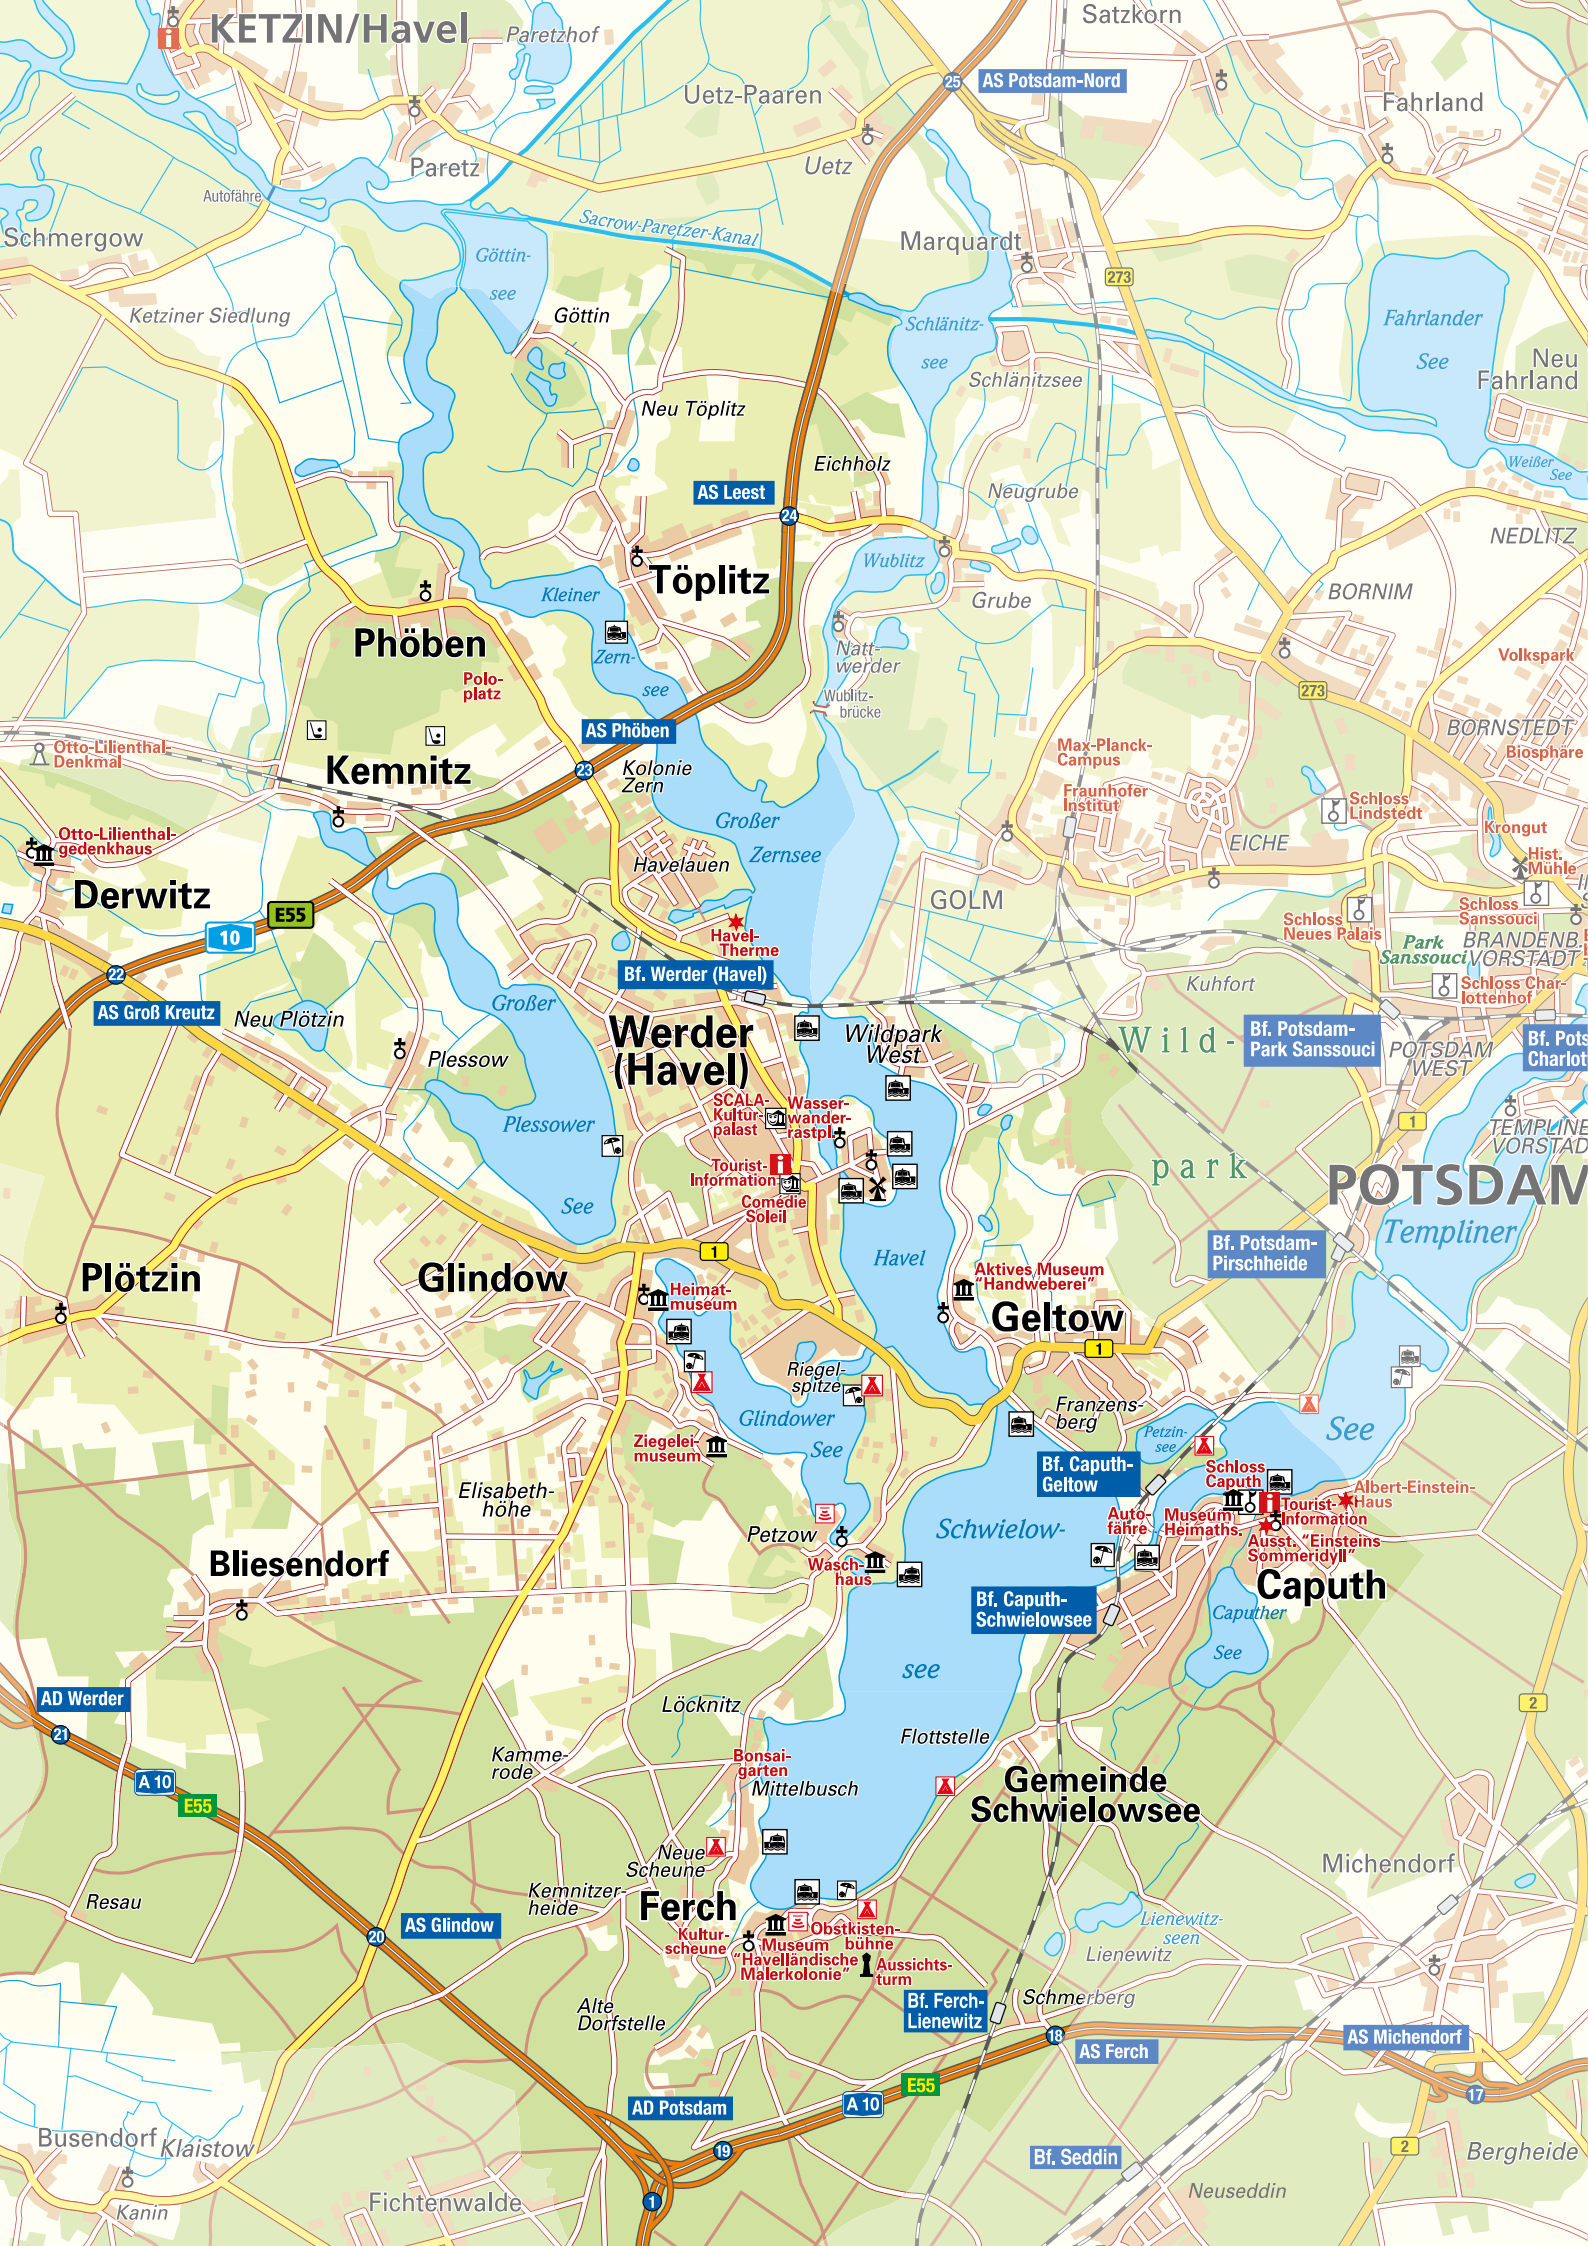 KETZIN/Havel
Paretzhof
Satzkorn
25
AS Potsdam-Nord
Uetz-Paaren
Fahrland
Uetz
Paretz
Autofähre
Schmergow
Sacrow-Paretzer-Kanal
Marquardt
Göttin-
see
273
Ketziner Siedlung
Göttin
Schlänitz-
see
Fahrlander
See
Neu
Fahrland
Schlänitzsee
Neu Töplitz
Eichholz
Weißer
See
AS Leest
24
Neugrube
NEDLITZ
Wublitz
Töplitz
Kleiner
Zern-
see
Grube
BORNIM
Phöben
Natt-
werder
Volkspark
Polo-
platz
Wublitz-
brücke
273
AS Phöben
BORNSTEDT
Biosphäre
Otto-Lilienthal-
Denkmal
Kemnitz
23
Kolonie
Zern
Max-Planck-
Campus
Fraunhofer
Institut
Schloss
Lindstedt
Großer
Zernsee
Krongut
Otto-Lilienthal-
gedenkhaus
EICHE
Havelauen
Hist.
Mühle
Derwitz
GOLM
E55
10
Schloss
Neues Palais
Schloss
Sanssouci
Havel-
Therme
Park
Sanssouci
BRANDENB.
VORSTADT
22
Bf. Werder (Havel)
Kuhfort
Schloss Char-
lottenhof
AS Groß Kreutz
Neu Plötzin
Großer
Plessower
See
Werder
(Havel)
Wildpark
West
Wild-
park
Bf. Potsdam-
Park Sanssouci
POTSDAM
WEST
Bf. Pots
Charlot
Plessow
SCALA-
Kultur-
palast
Wasser-
wander-
rastpl.
1
TEMPLINE
VORSTAD
Tourist-
Information
Comédie
Soleil
POTSDAM
Templiner
See
1
Havel
Bf. Potsdam-
Pirschheide
Plötzin
Glindow
Heimat-
museum
Aktives Museum
"Handweberei"
Geltow
1
Riegel-
spitze
Franzens-
berg
Glindower
See
Petzin-
see
Ziegelei-
museum
Bf. Caputh-
Geltow
Schloss
Caputh
Elisabeth-
höhe
Albert-Einstein-
Haus
Auto-
fähre
Museum
Heimaths.
Tourist-
Information
Petzow
Schwielow-
see
Ausst. "Einsteins
Sommeridyll"
Bliesendorf
Wasch-
haus
Caputh
Bf. Caputh-
Schwielowsee
Caputher
See
AD Werder
21
Löcknitz
Flottstelle
2
Kamme-
rode
Bonsai-
garten
Mittelbusch
A 10
E55
Gemeinde
Schwielowsee
Neue
Scheune
Michendorf
Resau
Kemnitzer-
heide
Ferch
AS Glindow
20
Kultur-
scheune
Museum
"Havelländische
Malerkolonie"
Obstkisten-
bühne
Aussichts-
turm
Lienewitz-
seen
Lienewitz
Alte
Dorfstelle
Bf. Ferch-
Lienewitz
Schmerberg
18
AS Ferch
AS Michendorf
17
E55
A 10
AD Potsdam
19
1
Busendorf
Klaistow
Kanin
Fichtenwalde
Bf. Seddin
2
Bergheide
Neuseddin